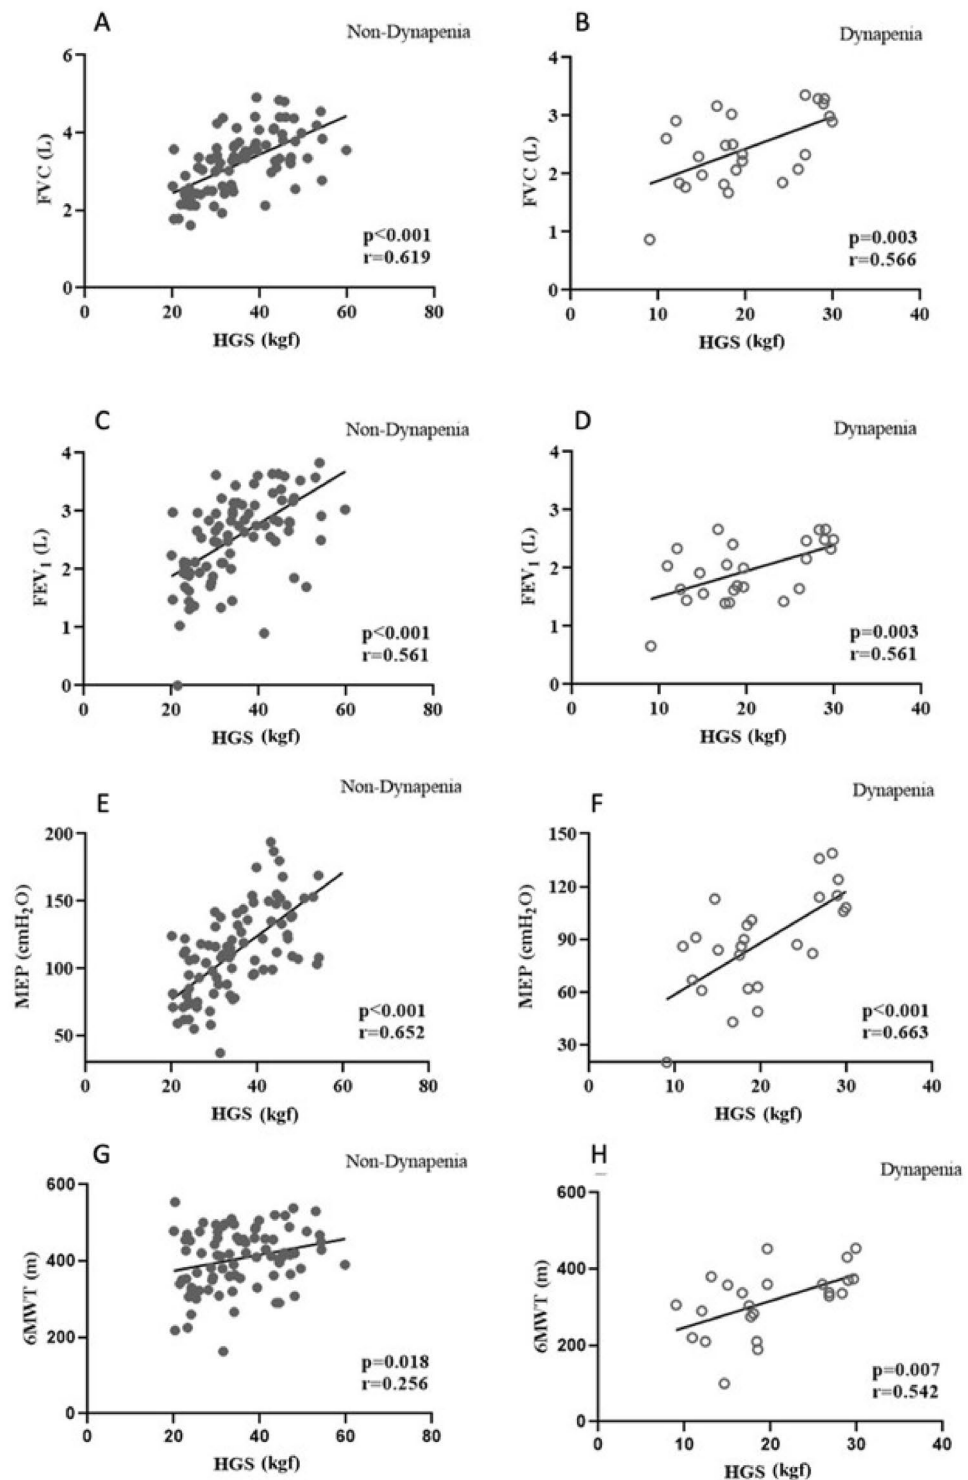 A
Non-Dynapenia
6
4
2
0
FVC (L)
p<0.001
r=0.619
0 20 40 60 80
HGS (kgf)
B
Dynapenia
4
3
2
1
0
FVC (L)
p=0.003
r=0.566
0 10 20 30 40
HGS (kgf)
C
Non-Dynapenia
4
3
2
1
0
FEV1 (L)
p<0.001
r=0.561
0 20 40 60 80
HGS (kgf)
D
Dynapenia
4
3
2
1
0
FEV1 (L)
p=0.003
r=0.561
0 10 20 30 40
HGS (kgf)
E
Non-Dynapenia
200
150
100
50
MEP (cmH2O)
p<0.001
r=0.652
0 20 40 60 80
HGS (kgf)
F
Dynapenia
150
120
90
60
30
MEP (cmH2O)
p<0.001
r=0.663
0 10 20 30 40
HGS (kgf)
G
Non-Dynapenia
600
400
200
0
6MWT (m)
p=0.018
r=0.256
0 20 40 60 80
HGS (kgf)
H
Dynapenia
600
400
200
0
6MWT (m)
p=0.007
r=0.542
0 10 20 30 40
HGS (kgf)